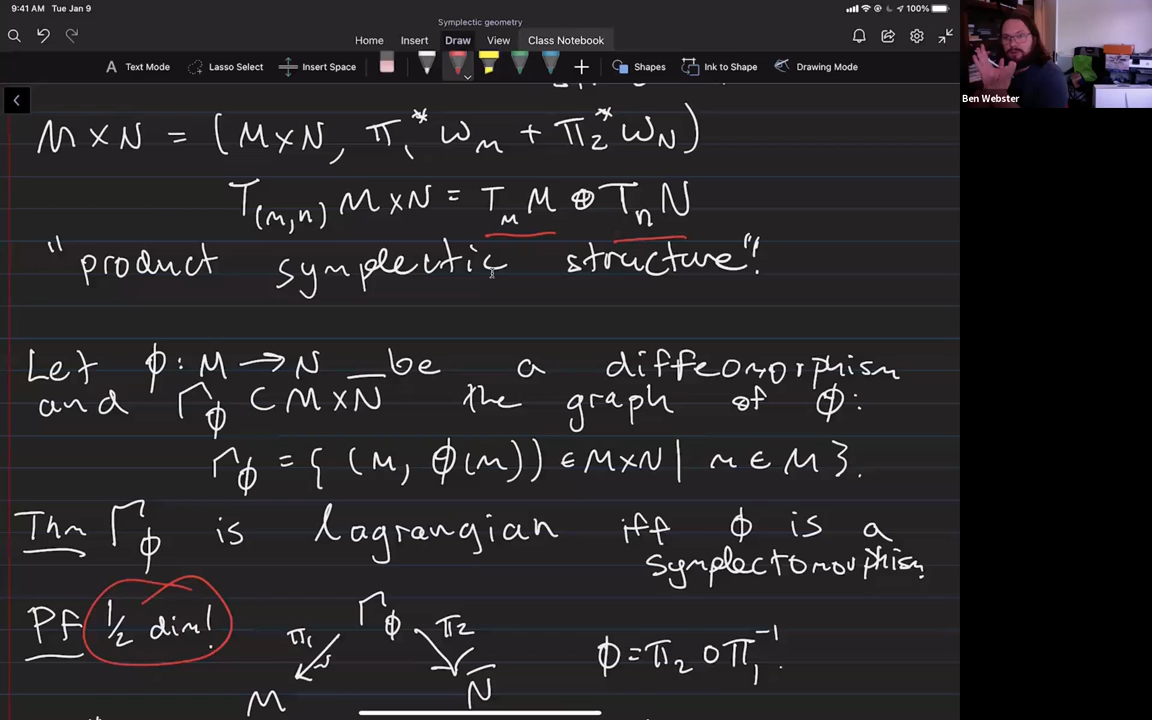 9:41 AM Tue Jan 9
100%
Symplectic geometry
Home Insert Draw View Class Notebook
Text Mode Lasso Select Insert Space Shapes Ink to Shape Drawing Mode
Ben Webster
M × N = (M × N, π₁* ω_M + π₂* ω_N)
T_(m,n) M × N = T_m M ⊕ T_n N
"product symplectic structure"!
Let ϕ: M → N be a diffeomorphism
and Γ_ϕ ⊂ M × N̅ the graph of ϕ:
Γ_ϕ = { (m, ϕ(m)) ∈ M × N | m ∈ M }.
Thm Γ_ϕ is Lagrangian iff ϕ is a
symplectomorphism
Pf ½ dim! Γ_ϕ
π₁ ~ π₂ ϕ = π₂ ∘ π₁⁻¹.
M N̅